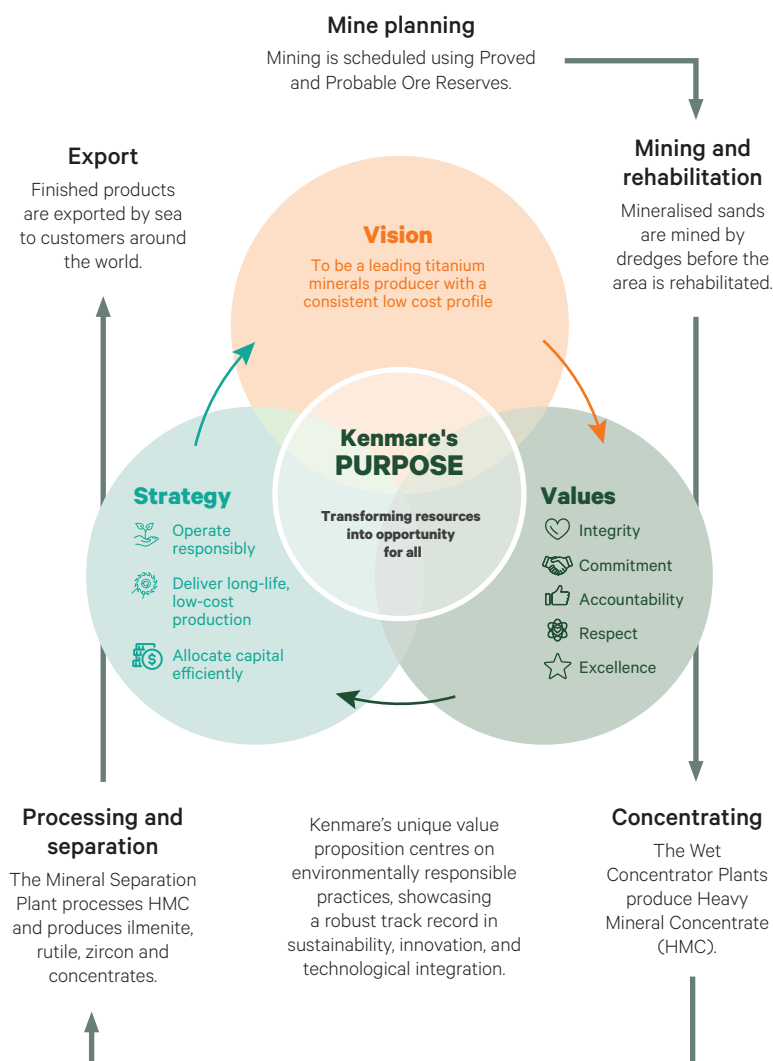 Mine planning
Mining is scheduled using Proved
and Probable Ore Reserves.
Export
Finished products
are exported by sea
to customers around
the world.
Mining and
rehabilitation
Mineralised sands
are mined by
dredges before the
area is rehabilitated.
Vision
To be a leading titanium
minerals producer with a
consistent low cost profile
Kenmare's
PURPOSE
Transforming resources
into opportunity
for all
Strategy
Operate
responsibly
Deliver long-life,
low-cost
production
Allocate capital
efficiently
Values
Integrity
Commitment
Accountability
Respect
Excellence
Processing and
separation
The Mineral Separation
Plant processes HMC
and produces ilmenite,
rutile, zircon and
concentrates.
Kenmare’s unique value
proposition centres on
environmentally responsible
practices, showcasing
a robust track record in
sustainability, innovation, and
technological integration.
Concentrating
The Wet
Concentrator Plants
produce Heavy
Mineral Concentrate
(HMC).